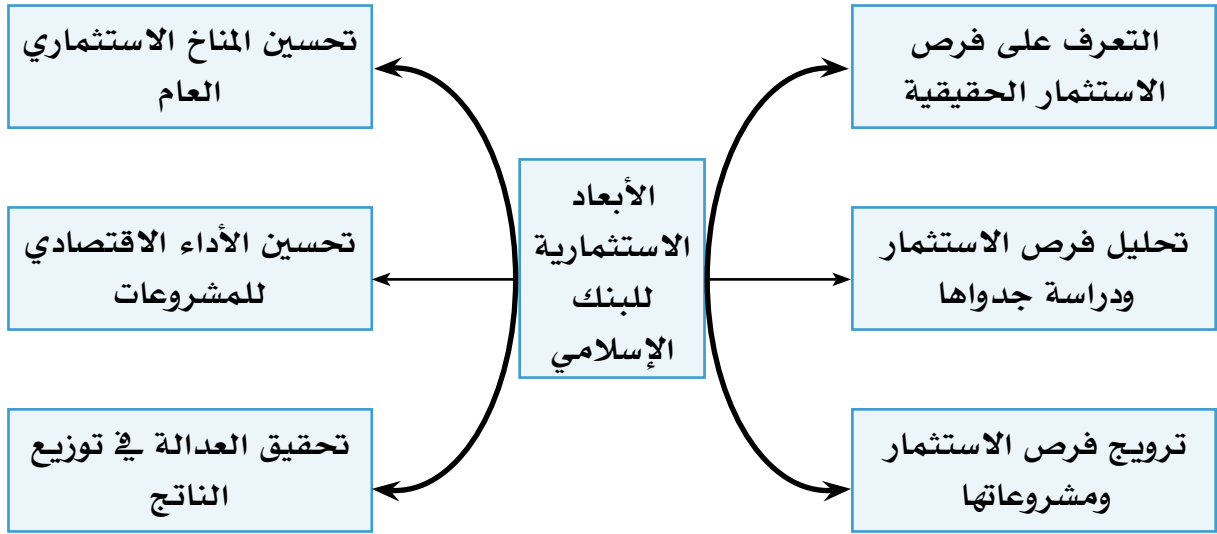 التعرف على فرص
الاستثمار الحقيقية
تحليل فرص الاستثمار
ودراسة جدواها
ترويج فرص الاستثمار
ومشروعاتها
الأبعاد
الاستثمارية
للبنك
الإسلامي
تحسين المناخ الاستثماري
العام
تحسين الأداء الاقتصادي
للمشروعات
تحقيق العدالة في توزيع
الناتج